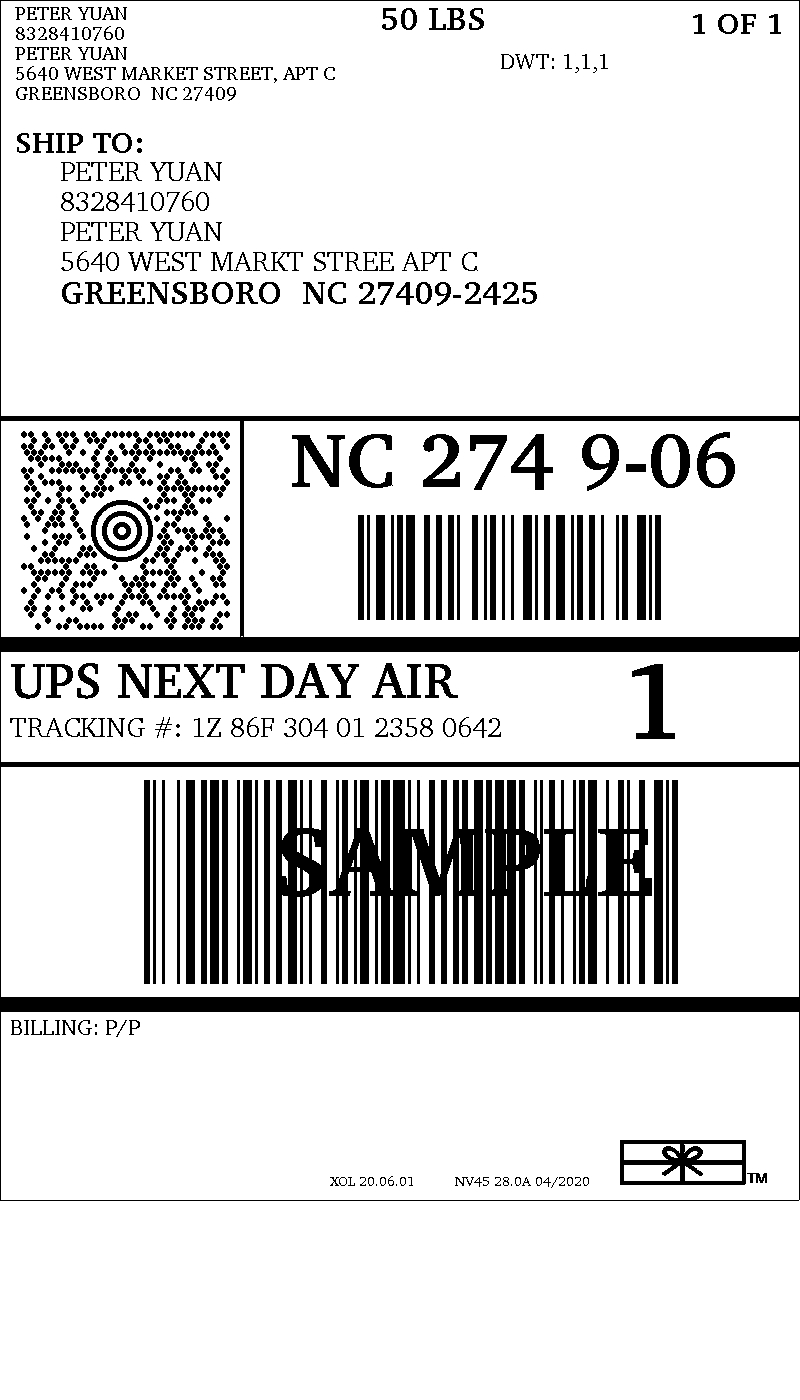 PETER YUAN
8328410760
PETER YUAN
5640 WEST MARKET STREET, APT C
GREENSBORO NC 27409
50 LBS
1 OF 1
DWT: 1,1,1
SHIP TO:
PETER YUAN
8328410760
PETER YUAN
5640 WEST MARKT STREE APT C
GREENSBORO NC 27409-2425
NC 274 9-06
UPS NEXT DAY AIR
1
TRACKING #: 1Z 86F 304 01 2358 0642
SAMPLE
BILLING: P/P
XOL 20.06.01
NV45 28.0A 04/2020
TM